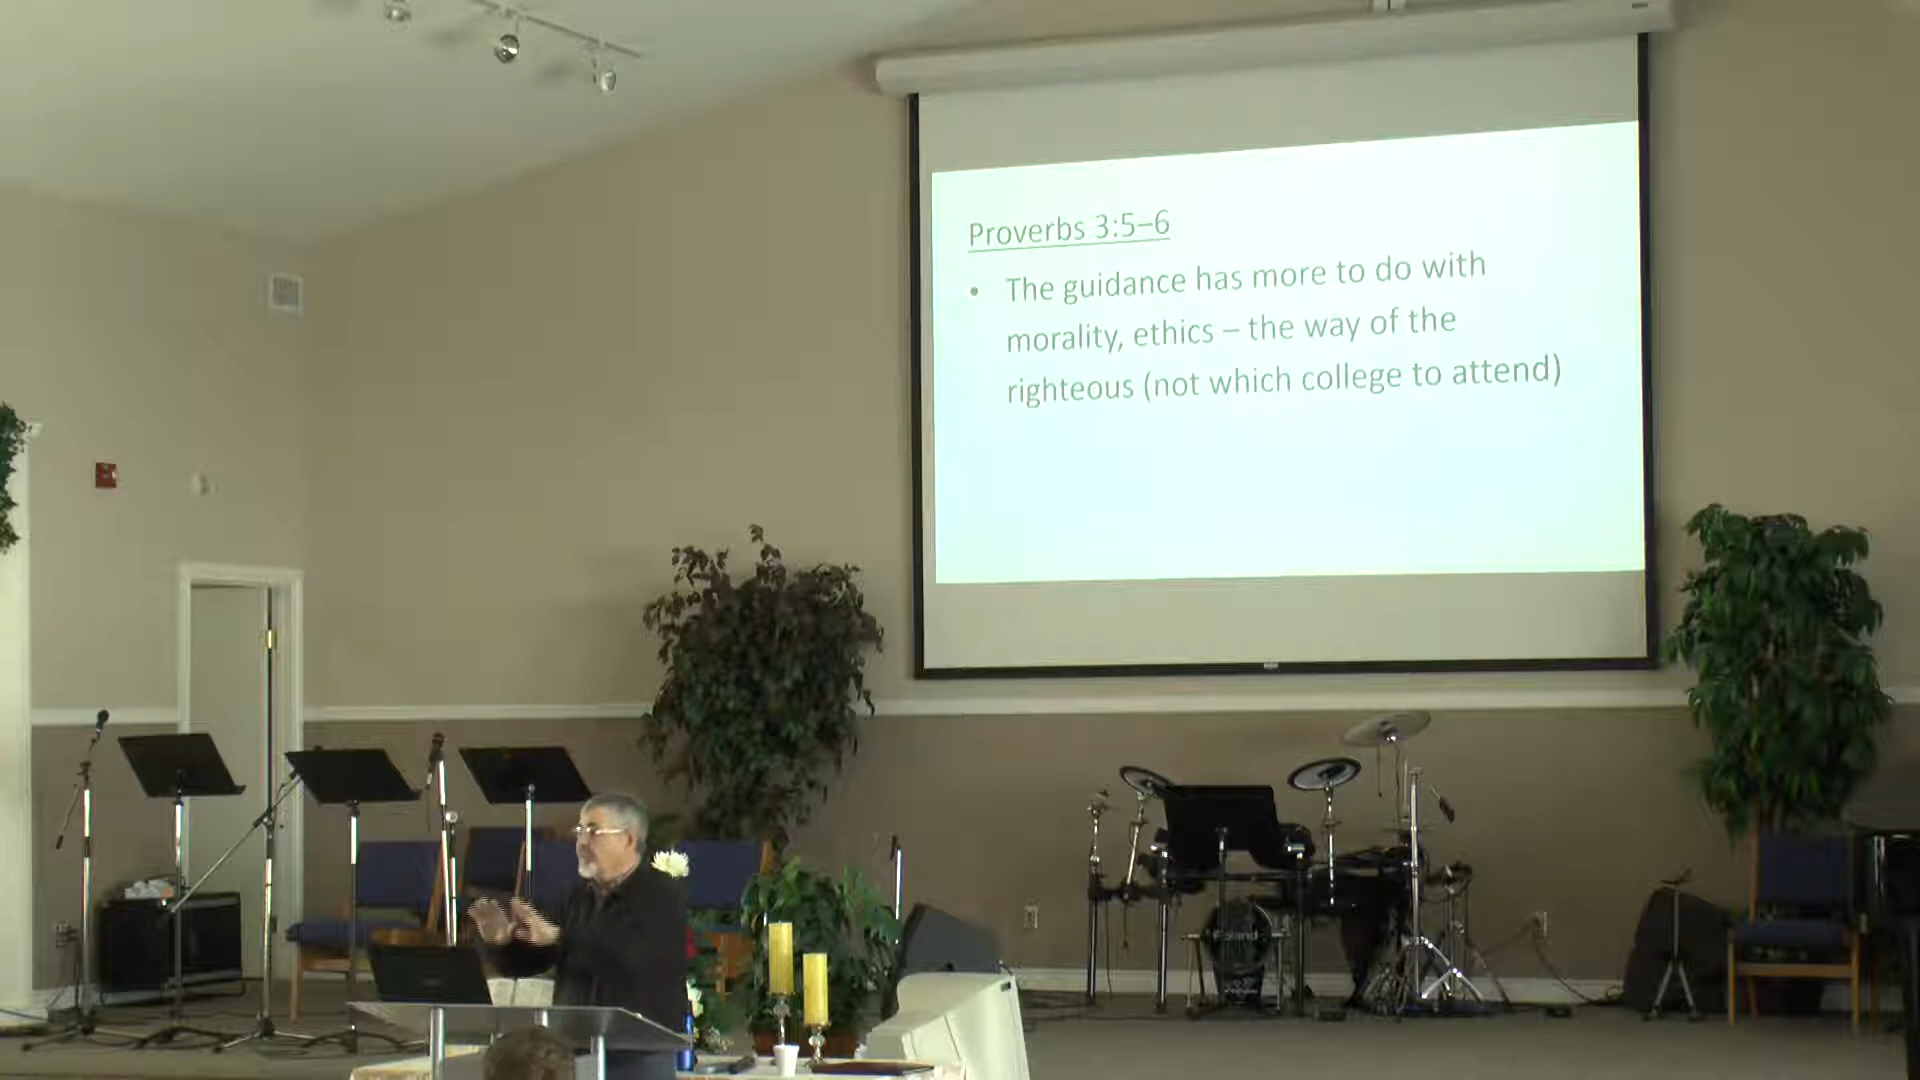 Proverbs 3:5–6
• The guidance has more to do with
morality, ethics – the way of the
righteous (not which college to attend)
Roland